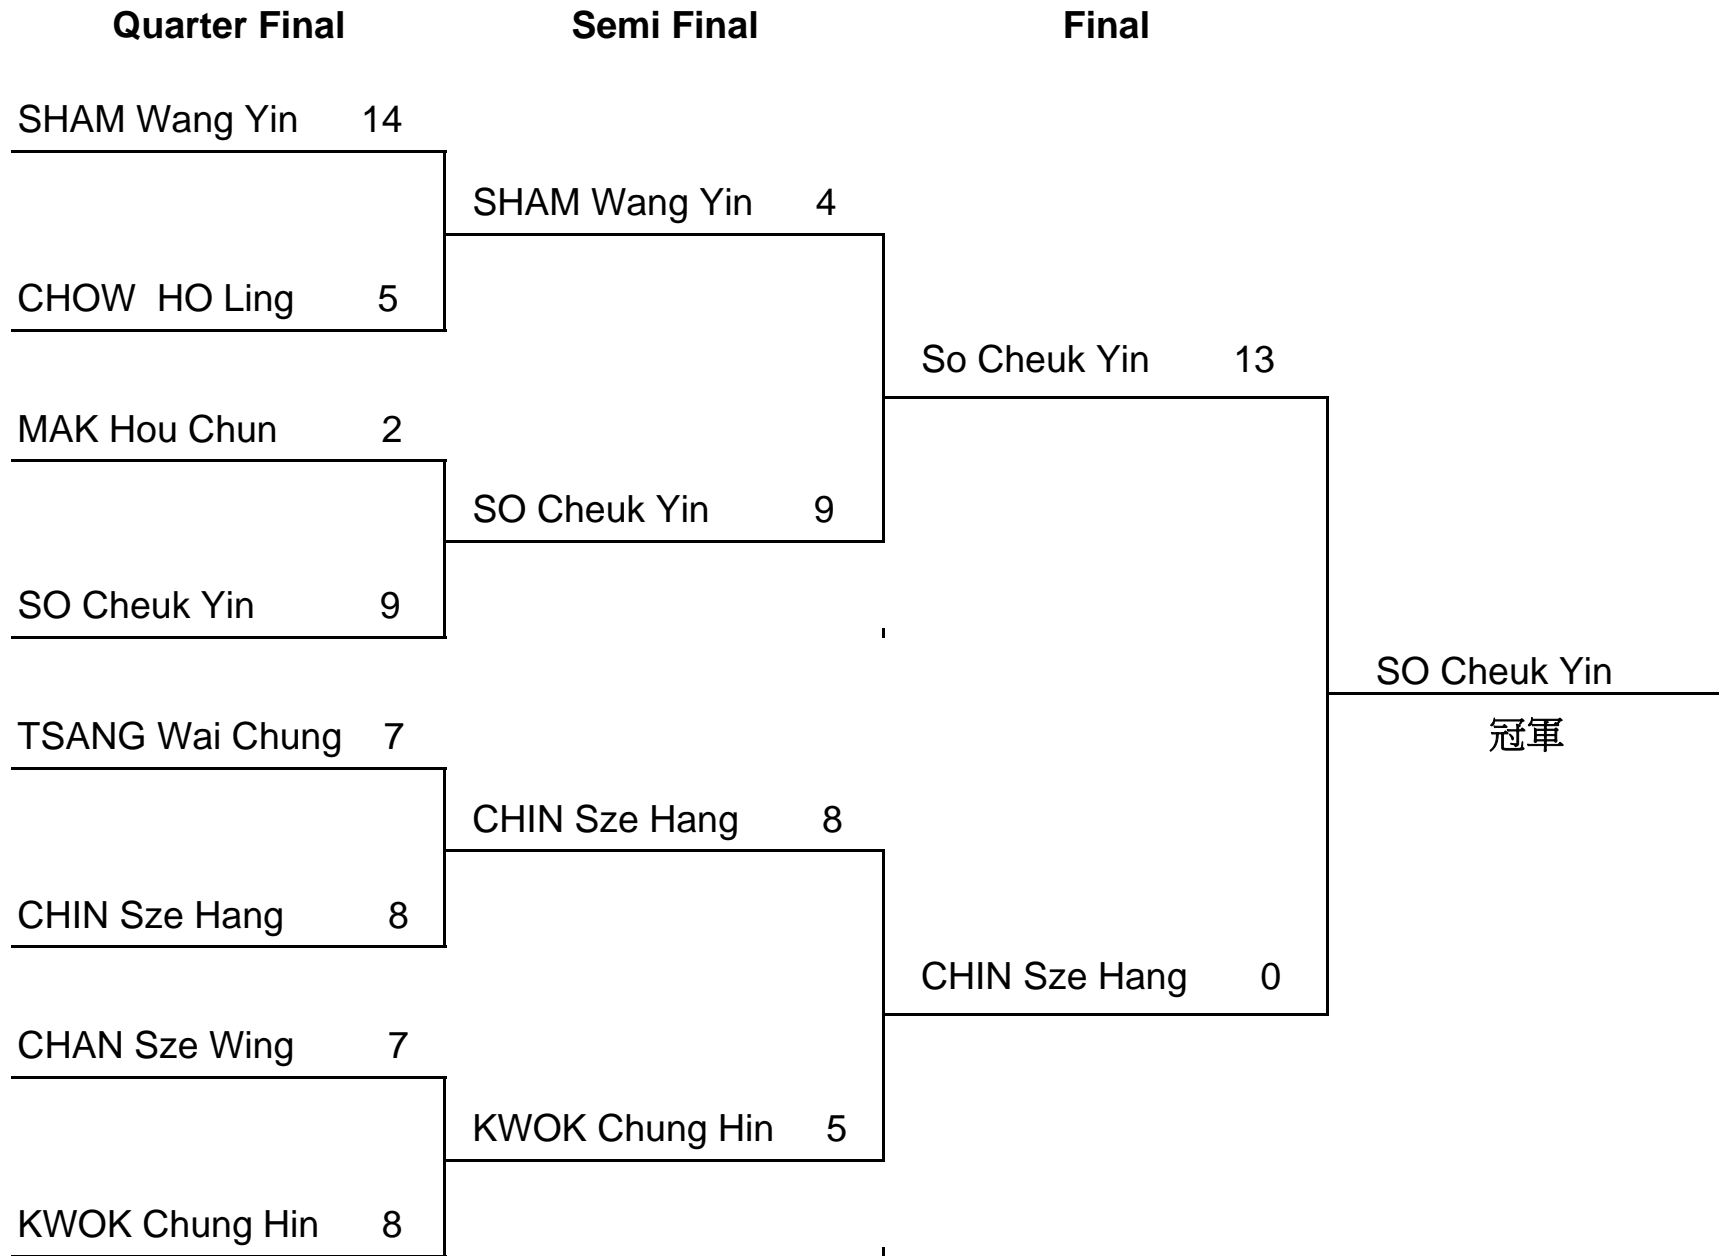 Quarter Final Semi Final Final
SHAM Wang Yin 14
SHAM Wang Yin 4
CHOW HO Ling 5
So Cheuk Yin 13
MAK Hou Chun 2
SO Cheuk Yin 9
SO Cheuk Yin 9
SO Cheuk Yin
TSANG Wai Chung 7
冠軍
CHIN Sze Hang 8
CHIN Sze Hang 8
CHIN Sze Hang 0
CHAN Sze Wing 7
KWOK Chung Hin 5
KWOK Chung Hin 8